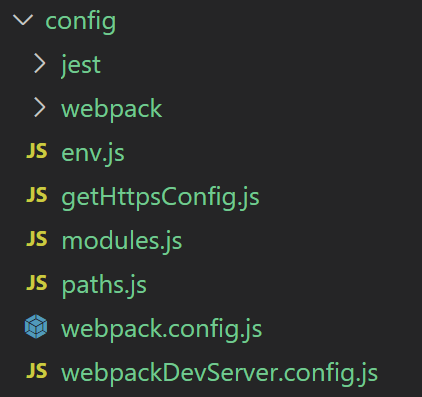 config
jest
webpack
JS env.js
JS getHttpsConfig.js
JS modules.js
JS paths.js
webpack.config.js
JS webpackDevServer.config.js